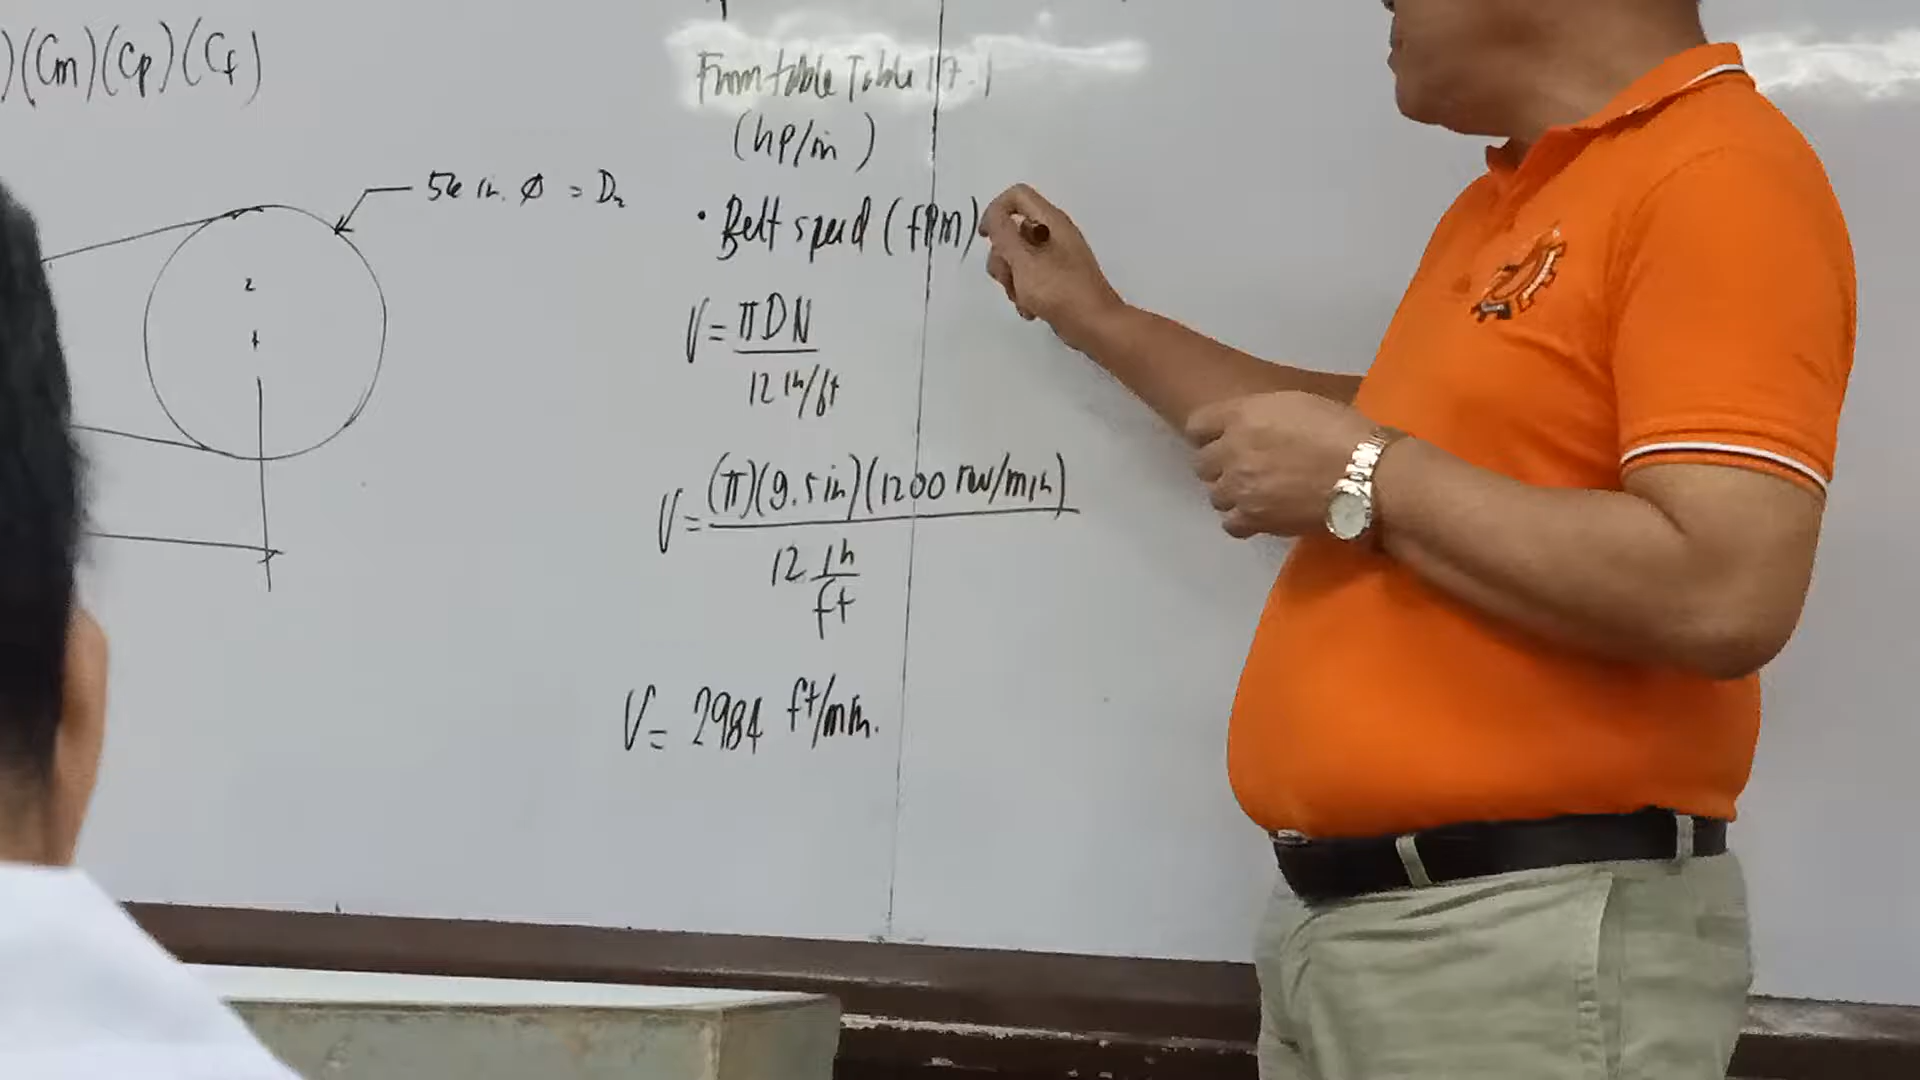 )(Cm)(Cp)(Cf)
56 in. Ø = D₂
2
From table Table 17.1
(hp/in)
• Belt speed (fPm)
V = πDN
12 in/ft
V = (π)(9.5 in)(1200 rev/min)
12 in
ft
V = 2984 ft/min.